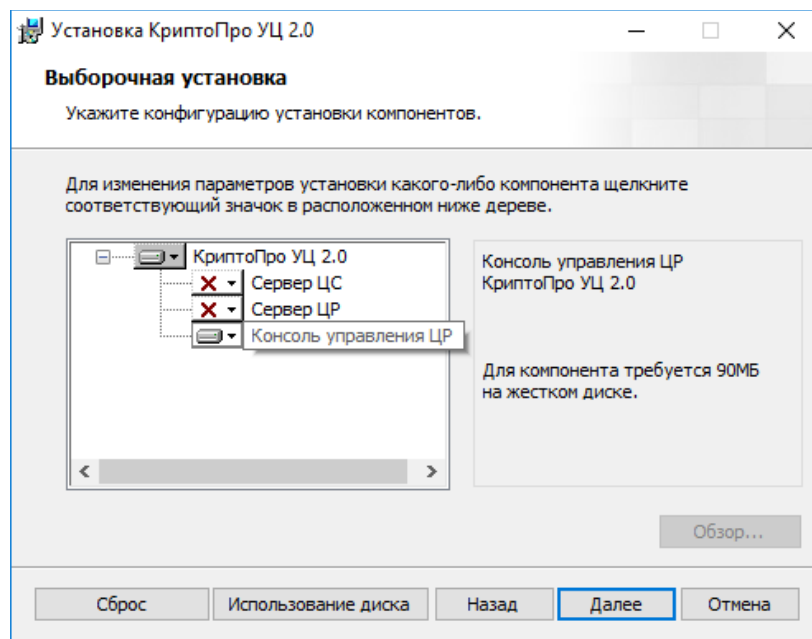 Установка КриптоПро УЦ 2.0
Выборочная установка
Укажите конфигурацию установки компонентов.
Для изменения параметров установки какого-либо компонента щелкните
соответствующий значок в расположенном ниже дереве.
КриптоПро УЦ 2.0
Сервер ЦС
Сервер ЦР
Консоль управления ЦР
Консоль управления ЦР
КриптоПро УЦ 2.0
Для компонента требуется 90МБ
на жестком диске.
Обзор...
Сброс
Использование диска
Назад
Далее
Отмена